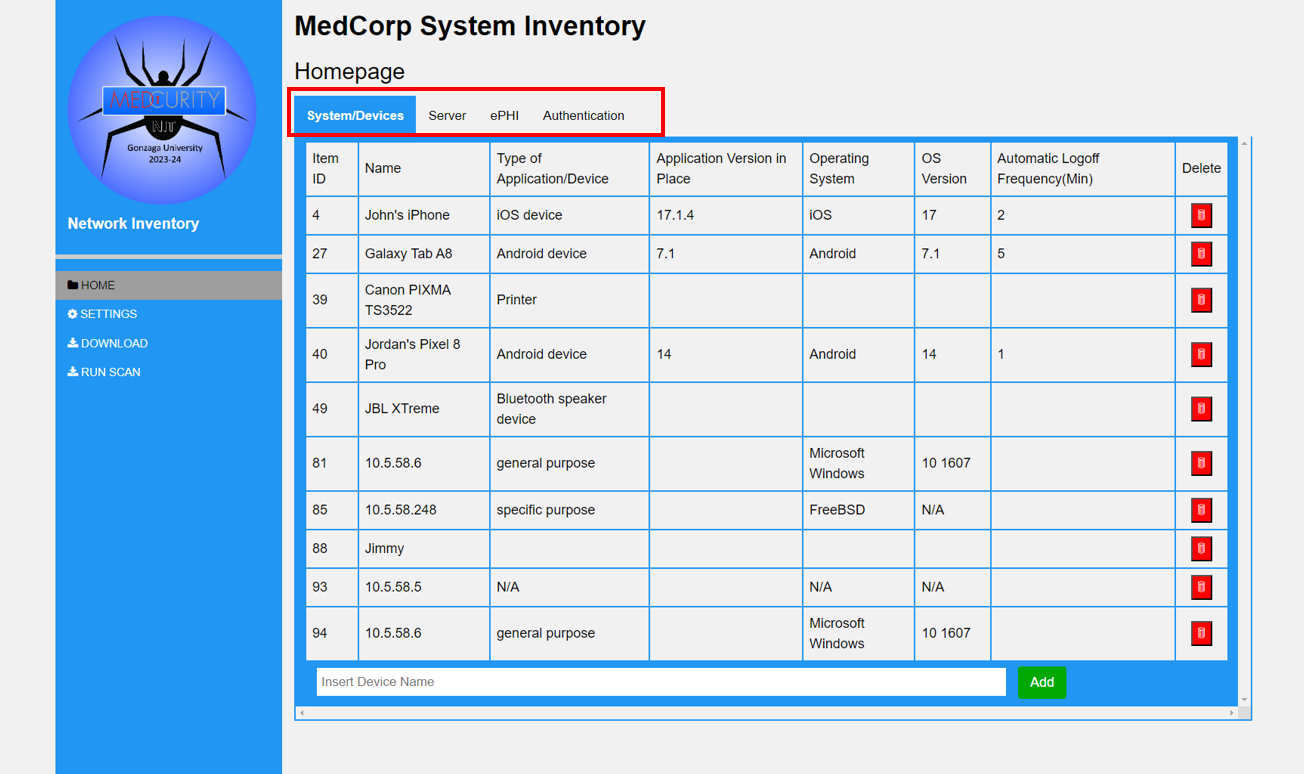 MEDCURITY
NIT
Gonzaga University
2023-24
Network Inventory
HOME
SETTINGS
DOWNLOAD
RUN SCAN
MedCorp System Inventory
Homepage
System/Devices Server ePHI Authentication
Item ID Name Type of Application/Device Application Version in Place Operating System OS Version Automatic Logoff Frequency(Min) Delete
4 John's iPhone iOS device 17.1.4 iOS 17 2
27 Galaxy Tab A8 Android device 7.1 Android 7.1 5
39 Canon PIXMA TS3522 Printer
40 Jordan's Pixel 8 Pro Android device 14 Android 14 1
49 JBL XTreme Bluetooth speaker device
81 10.5.58.6 general purpose Microsoft Windows 10 1607
85 10.5.58.248 specific purpose FreeBSD N/A
88 Jimmy
93 10.5.58.5 N/A N/A N/A
94 10.5.58.6 general purpose Microsoft Windows 10 1607
Insert Device Name Add